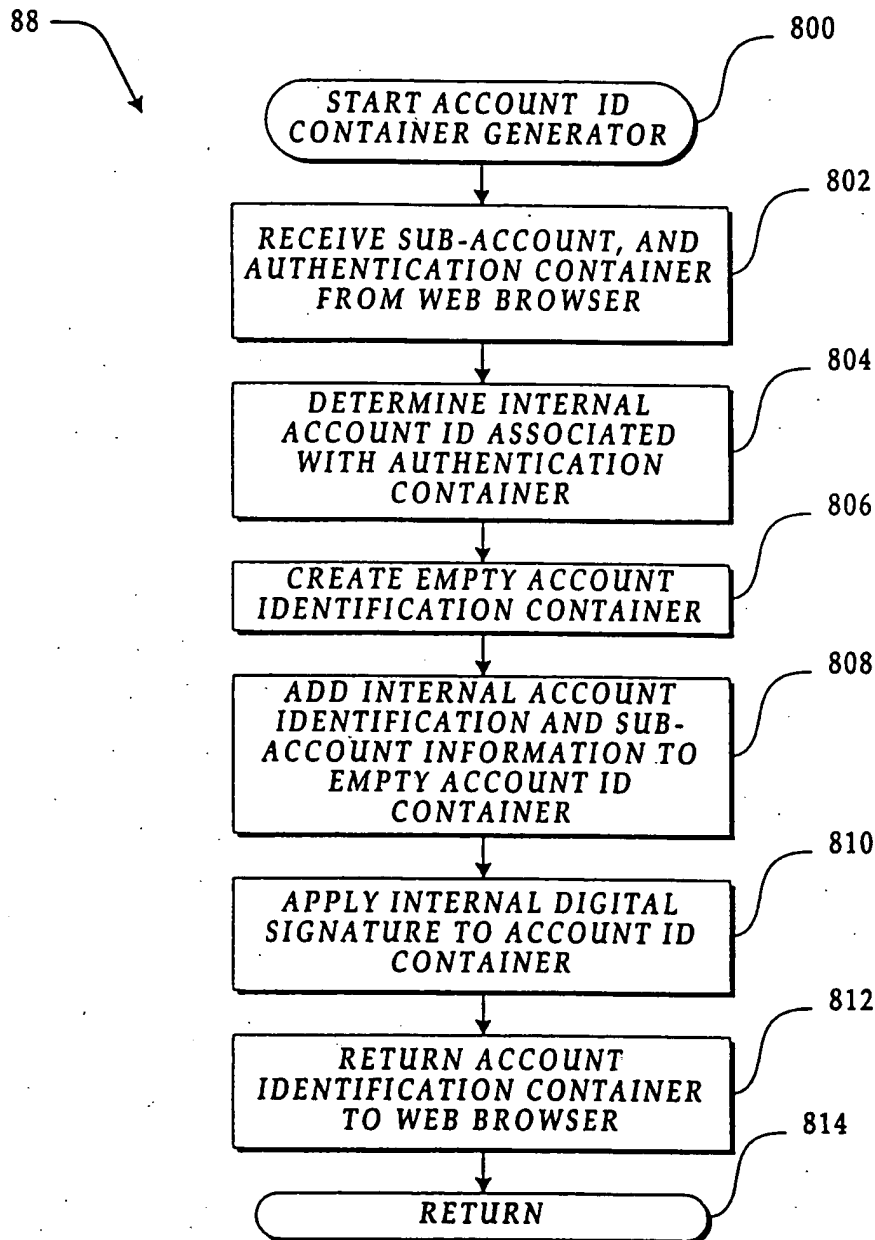 88
800
START ACCOUNT ID
CONTAINER GENERATOR
802
RECEIVE SUB-ACCOUNT, AND
AUTHENTICATION CONTAINER
FROM WEB BROWSER
804
DETERMINE INTERNAL
ACCOUNT ID ASSOCIATED
WITH AUTHENTICATION
CONTAINER
806
CREATE EMPTY ACCOUNT
IDENTIFICATION CONTAINER
808
ADD INTERNAL ACCOUNT
IDENTIFICATION AND SUB-
ACCOUNT INFORMATION TO
EMPTY ACCOUNT ID
CONTAINER
810
APPLY INTERNAL DIGITAL
SIGNATURE TO ACCOUNT ID
CONTAINER
812
RETURN ACCOUNT
IDENTIFICATION CONTAINER
TO WEB BROWSER
814
RETURN